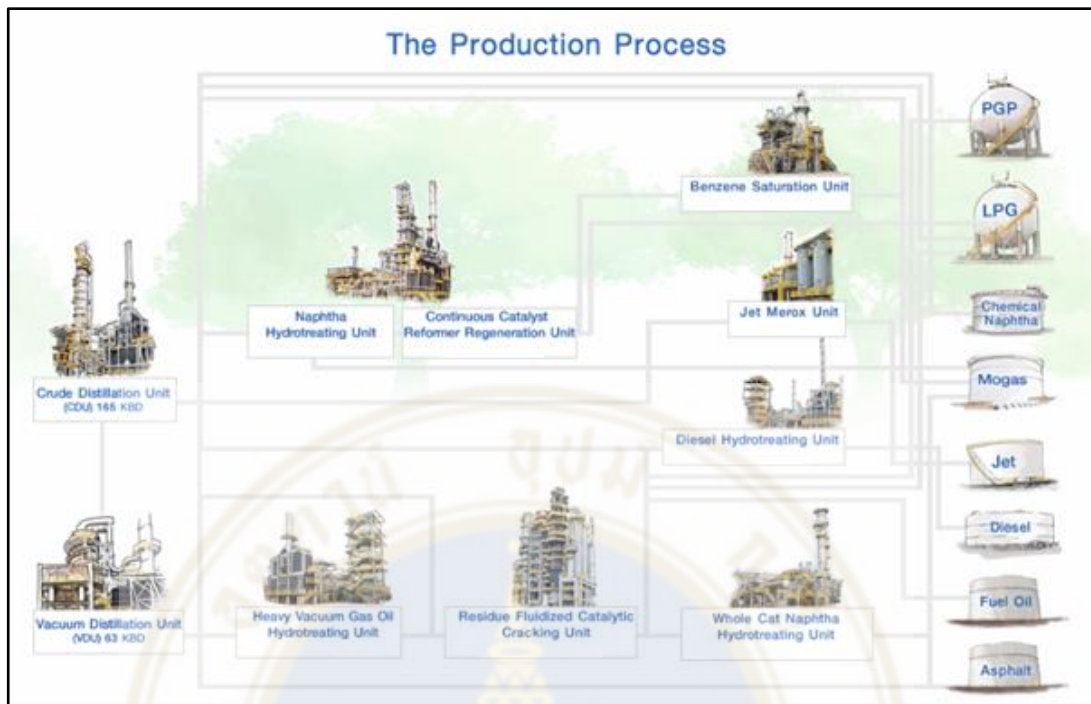 The Production Process
PGP
Benzene Saturation Unit
LPG
Naphtha
Hydrotreating Unit
Continuous Catalyst
Reformer Regeneration Unit
Jet Merox Unit
Chemical
Naphtha
Crude Distillation Unit
(CDU) 165 KBD
Mogas
Diesel Hydrotreating Unit
Jet
Diesel
Vacuum Distillation Unit
(VDU) 63 KBD
Heavy Vacuum Gas Oil
Hydrotreating Unit
Residue Fluidized Catalytic
Cracking Unit
Whole Cat Naphtha
Hydrotreating Unit
Fuel Oil
Asphalt